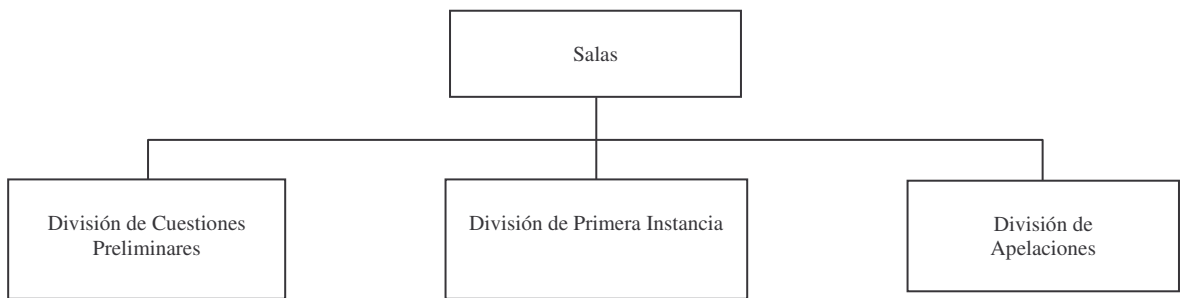 Salas
División de Cuestiones
Preliminares
División de Primera Instancia
División de
Apelaciones